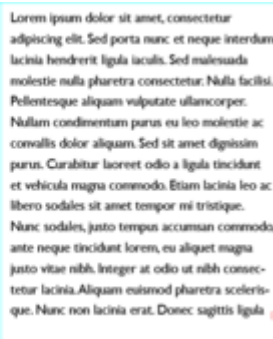 Lorem ipsum dolor sit amet, consectetur
adipiscing elit. Sed porta nunc et neque interdum
lacinia hendrerit ligula iaculis. Sed malesuada
molestie nulla pharetra consectetur. Nulla facilisi.
Pellentesque aliquam vulputate ullamcorper.
Nullam condimentum purus eu leo molestie ac
convallis dolor aliquam. Sed sit amet dignissim
purus. Curabitur laoreet odio a ligula tincidunt
et vehicula magna commodo. Etiam lacinia leo ac
libero sodales sit amet tempor mi tristique.
Nunc sodales, justo tempus accumsan commodo,
ante neque tincidunt lorem, eu aliquet magna
justo vitae nibh. Integer at odio ut nibh consec-
tetur lacinia. Aliquam euismod pharetra sceleris-
que. Nunc non lacinia erat. Donec sagittis ligula